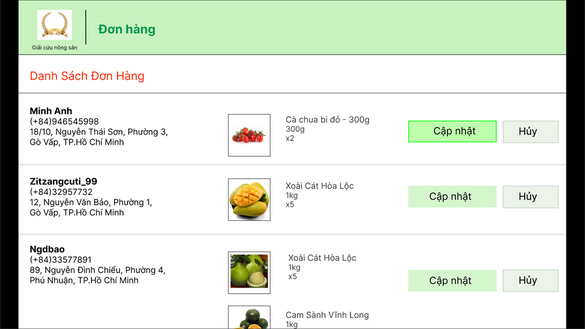 Giải cứu nông sản
Đơn hàng
Danh Sách Đơn Hàng
Minh Anh
(+84)946545998
18/10, Nguyễn Thái Sơn, Phường 3,
Gò Vấp, TP.Hồ Chí Minh
Cà chua bi đỏ - 300g
300g
x2
Cập nhật
Hủy
Zitzangcuti_99
(+84)32957732
12, Nguyễn Văn Bảo, Phường 1,
Gò Vấp, TP.Hồ Chí Minh
Xoài Cát Hòa Lộc
1kg
x5
Cập nhật
Hủy
Ngdbao
(+84)33577891
89, Nguyễn Đình Chiểu, Phường 4,
Phú Nhuận, TP.Hồ Chí Minh
Xoài Cát Hòa Lộc
1kg
x5
Cập nhật
Hủy
Cam Sành Vĩnh Long
1kg